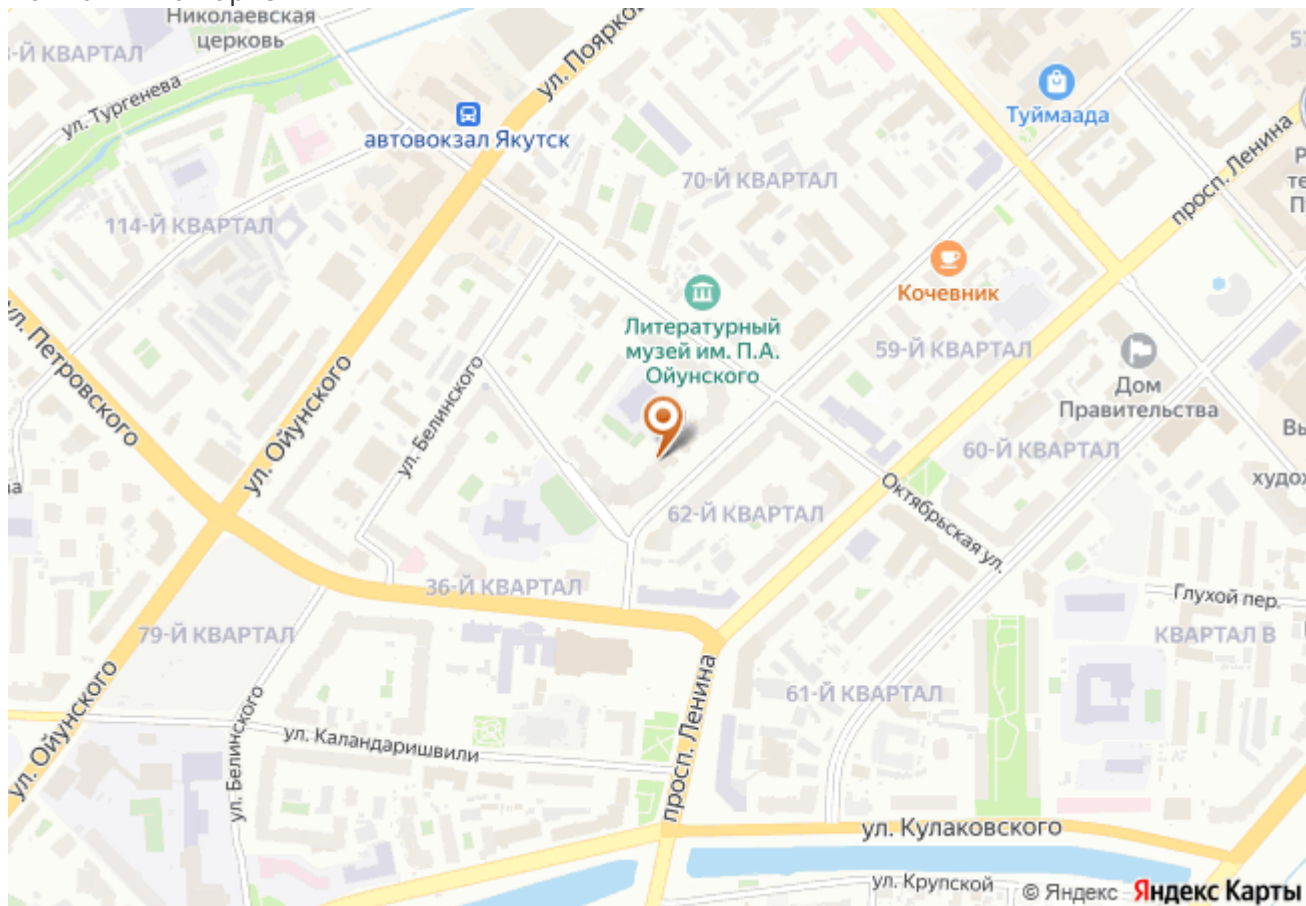 Николаевская
церковь
-Й КВАРТАЛ
ул. Тургенева
ул. Поярко
автовокзал Якутск
Туймаада
просп. Ленина
70-Й КВАРТАЛ
114-Й КВАРТАЛ
Кочевник
Литературный
музей им. П.А.
Ойунского
59-Й КВАРТАЛ
Дом
Правительства
ул. Петровского
ул. Ойунского
ул. Белинского
60-Й КВАРТАЛ
Вы
худож
Октябрьская ул.
62-Й КВАРТАЛ
36-Й КВАРТАЛ
Глухой пер.
79-Й КВАРТАЛ
КВАРТАЛ В
61-Й КВАРТАЛ
ул. Ойунского
ул. Белинского
ул. Каландаришвили
просп. Ленина
ул. Кулаковского
ул. Крупской
© Яндекс Яндекс Карты